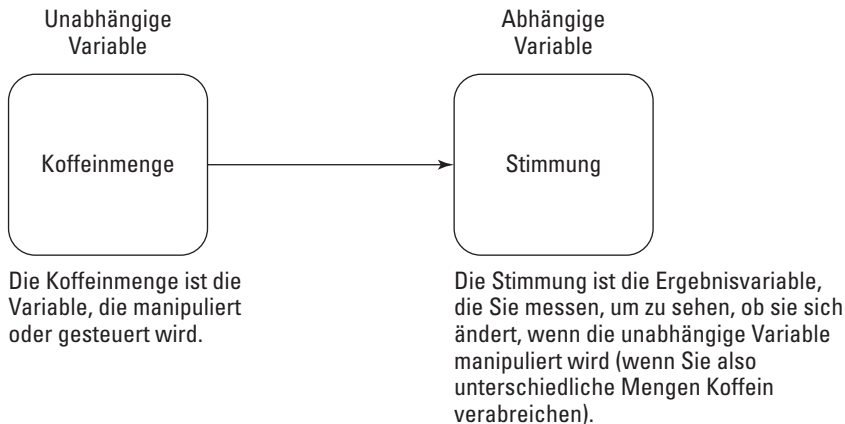 Unabhängige
Variable
Abhängige
Variable
Koffeinmenge
Stimmung
Die Koffeinmenge ist die
Variable, die manipuliert
oder gesteuert wird.
Die Stimmung ist die Ergebnisvariable,
die Sie messen, um zu sehen, ob sie sich
ändert, wenn die unabhängige Variable
manipuliert wird (wenn Sie also
unterschiedliche Mengen Koffein
verabreichen).